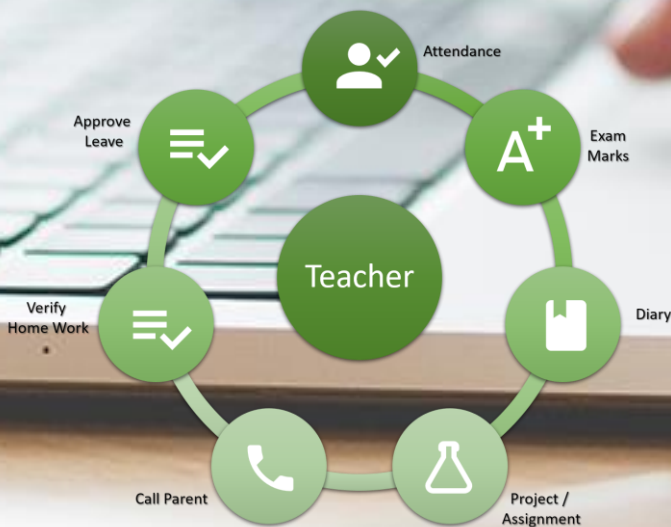 Attendance
A+
Exam
Marks
Diary
Project /
Assignment
Call Parent
Verify
Home Work
Approve
Leave
Teacher